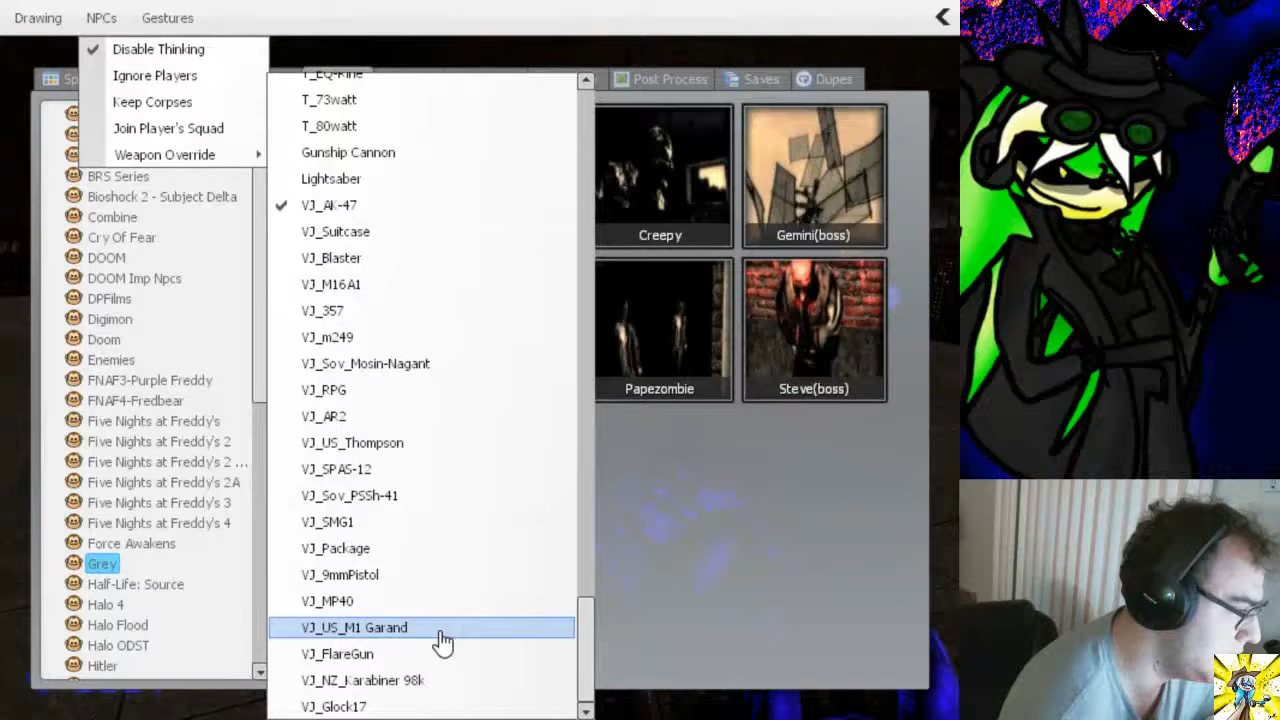 Drawing NPCs Gestures
Disable Thinking
Ignore Players
Keep Corpses
Join Player's Squad
Weapon Override
Post Process Saves Dupes
BRS Series
Bioshock 2 - Subject Delta
Combine
Cry Of Fear
DOOM
DOOM Imp Npcs
DPFilms
Digimon
Doom
Enemies
FNAF3-Purple Freddy
FNAF4-Fredbear
Five Nights at Freddy's
Five Nights at Freddy's 2
Five Nights at Freddy's 2 ...
Five Nights at Freddy's 2A
Five Nights at Freddy's 3
Five Nights at Freddy's 4
Force Awakens
Grey
Half-Life: Source
Halo 4
Halo Flood
Halo ODST
Hitler
T_73watt
T_80watt
Gunship Cannon
Lightsaber
VJ_AK-47
VJ_Suitcase
VJ_Blaster
VJ_M16A1
VJ_357
VJ_m249
VJ_Sov_Mosin-Nagant
VJ_RPG
VJ_AR2
VJ_US_Thompson
VJ_SPAS-12
VJ_Sov_PSSh-41
VJ_SMG1
VJ_Package
VJ_9mmPistol
VJ_MP40
VJ_US_M1 Garand
VJ_FlareGun
VJ_NZ_Karabiner 98k
VJ_Glock17
Creepy
Gemini(boss)
Papezombie
Steve(boss)